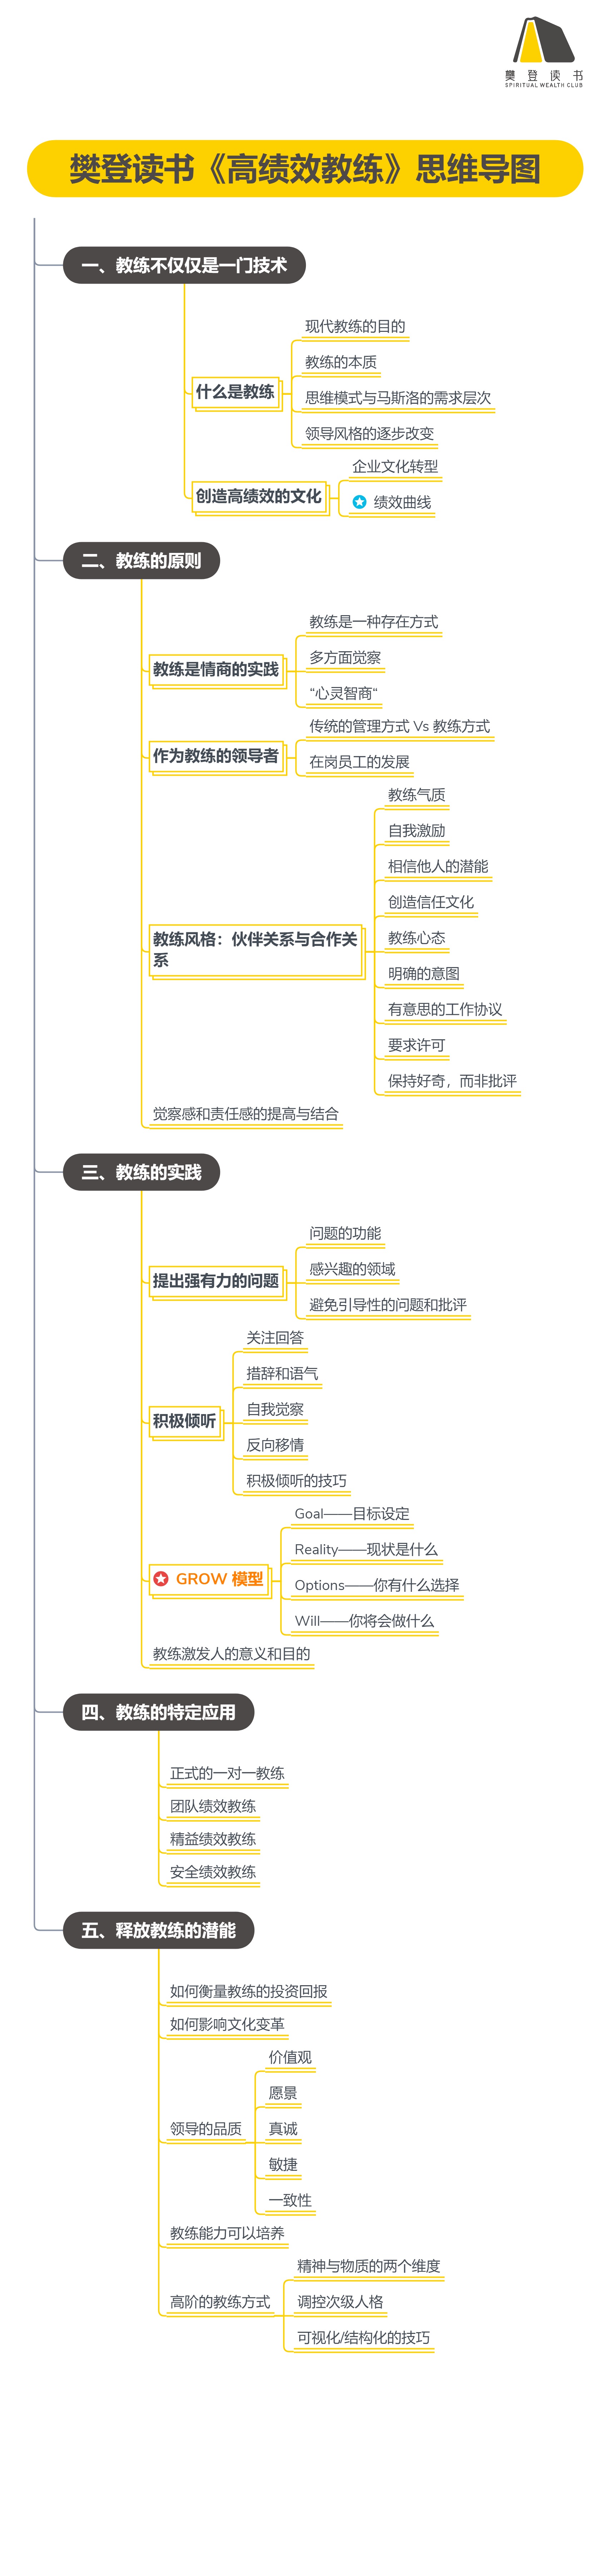 樊登读书
SPIRITUAL WEALTH CLUB
樊登读书《高绩效教练》思维导图
一、教练不仅仅是一门技术
什么是教练
现代教练的目的
教练的本质
思维模式与马斯洛的需求层次
领导风格的逐步改变
创造高绩效的文化
企业文化转型
绩效曲线
二、教练的原则
教练是情商的实践
教练是一种存在方式
多方面觉察
“心灵智商“
作为教练的领导者
传统的管理方式 Vs 教练方式
在岗员工的发展
教练风格：伙伴关系与合作关
系
教练气质
自我激励
相信他人的潜能
创造信任文化
教练心态
明确的意图
有意思的工作协议
要求许可
保持好奇，而非批评
觉察感和责任感的提高与结合
三、教练的实践
提出强有力的问题
问题的功能
感兴趣的领域
避免引导性的问题和批评
积极倾听
关注回答
措辞和语气
自我觉察
反向移情
积极倾听的技巧
GROW 模型
Goal——目标设定
Reality——现状是什么
Options——你有什么选择
Will——你将会做什么
教练激发人的意义和目的
四、教练的特定应用
正式的一对一教练
团队绩效教练
精益绩效教练
安全绩效教练
五、释放教练的潜能
如何衡量教练的投资回报
如何影响文化变革
领导的品质
价值观
愿景
真诚
敏捷
一致性
教练能力可以培养
高阶的教练方式
精神与物质的两个维度
调控次级人格
可视化/结构化的技巧